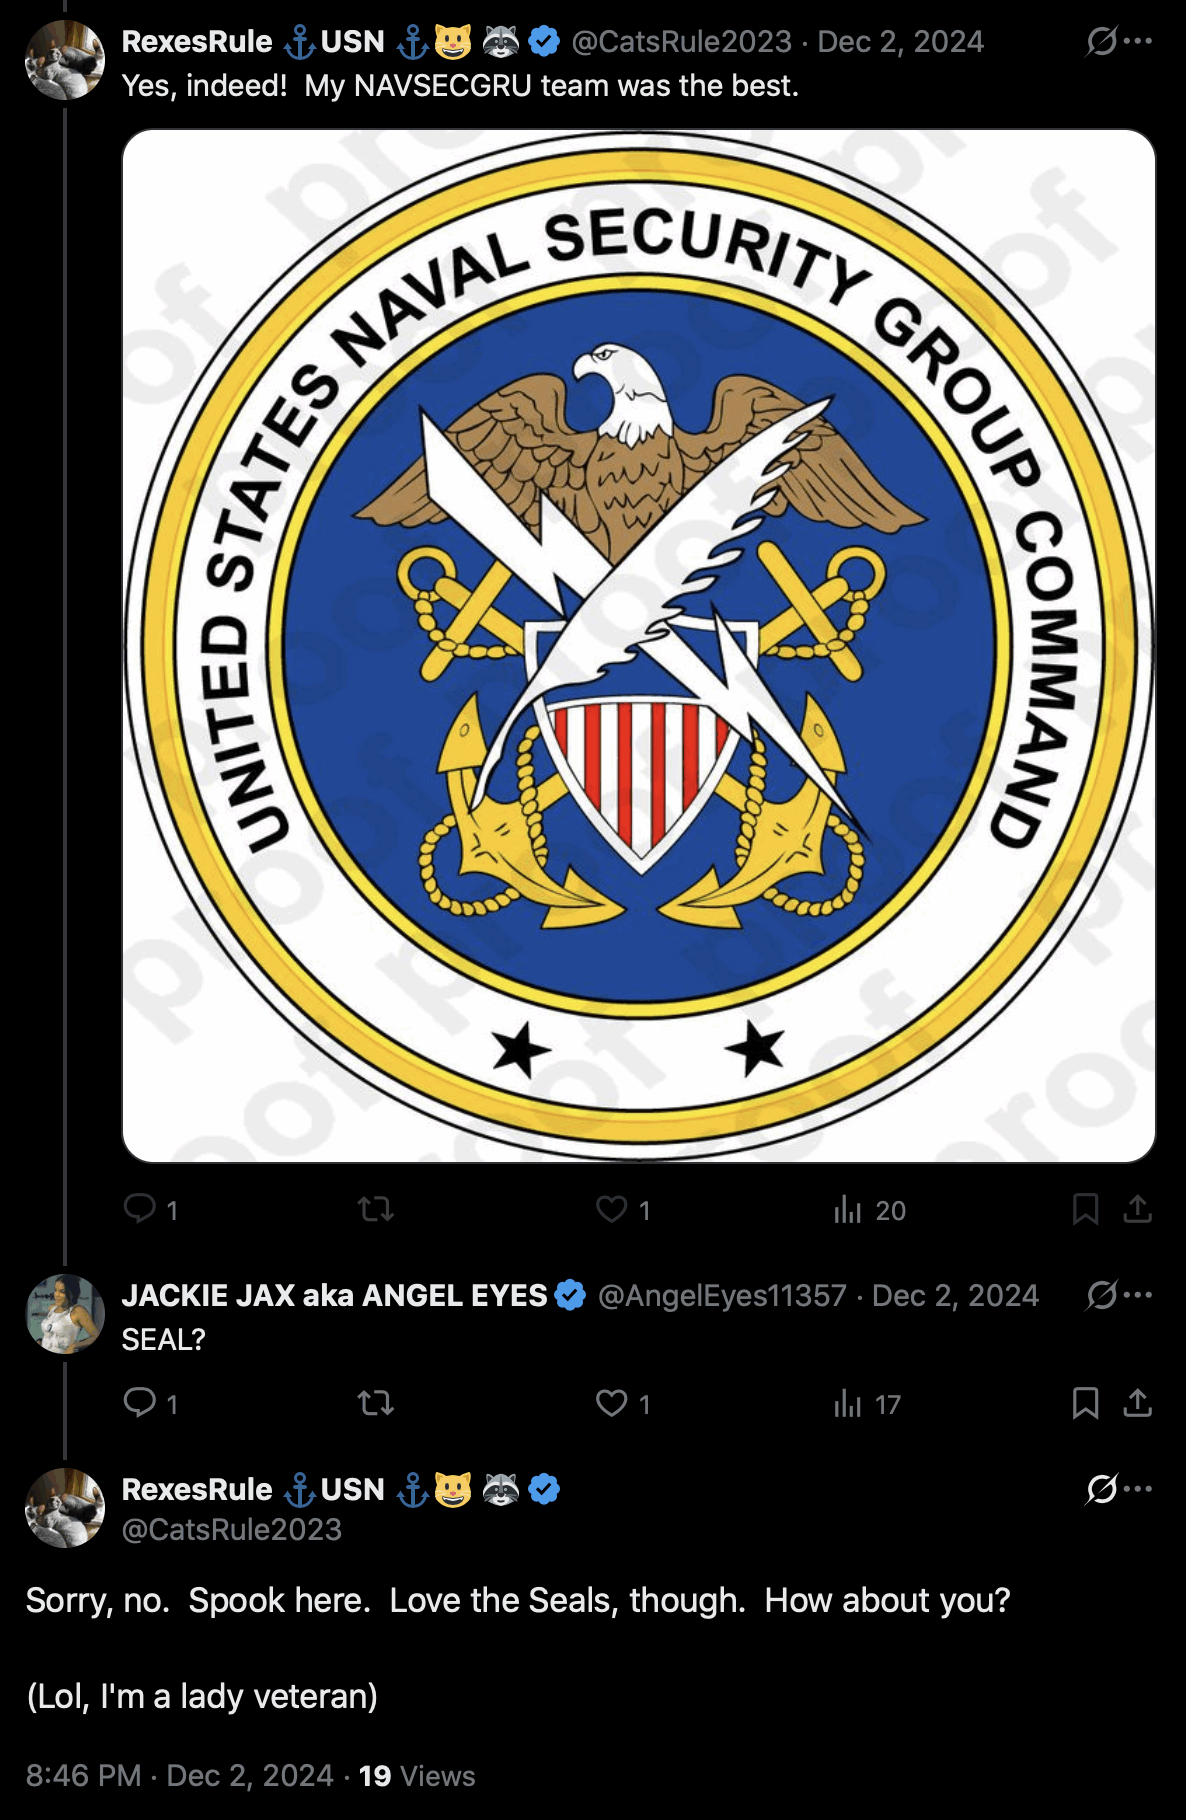 RexesRule ⚓USN ⚓😺 🦝 @CatsRule2023 · Dec 2, 2024
Yes, indeed!  My NAVSECGRU team was the best.
UNITED STATES NAVAL SECURITY GROUP COMMAND
proof
1 1 20
JACKIE JAX aka ANGEL EYES @AngelEyes11357 · Dec 2, 2024
SEAL?
1 1 17
RexesRule ⚓USN ⚓😺 🦝
@CatsRule2023
Sorry, no.  Spook here.  Love the Seals, though.  How about you?
(Lol, I'm a lady veteran)
8:46 PM · Dec 2, 2024 · 19 Views